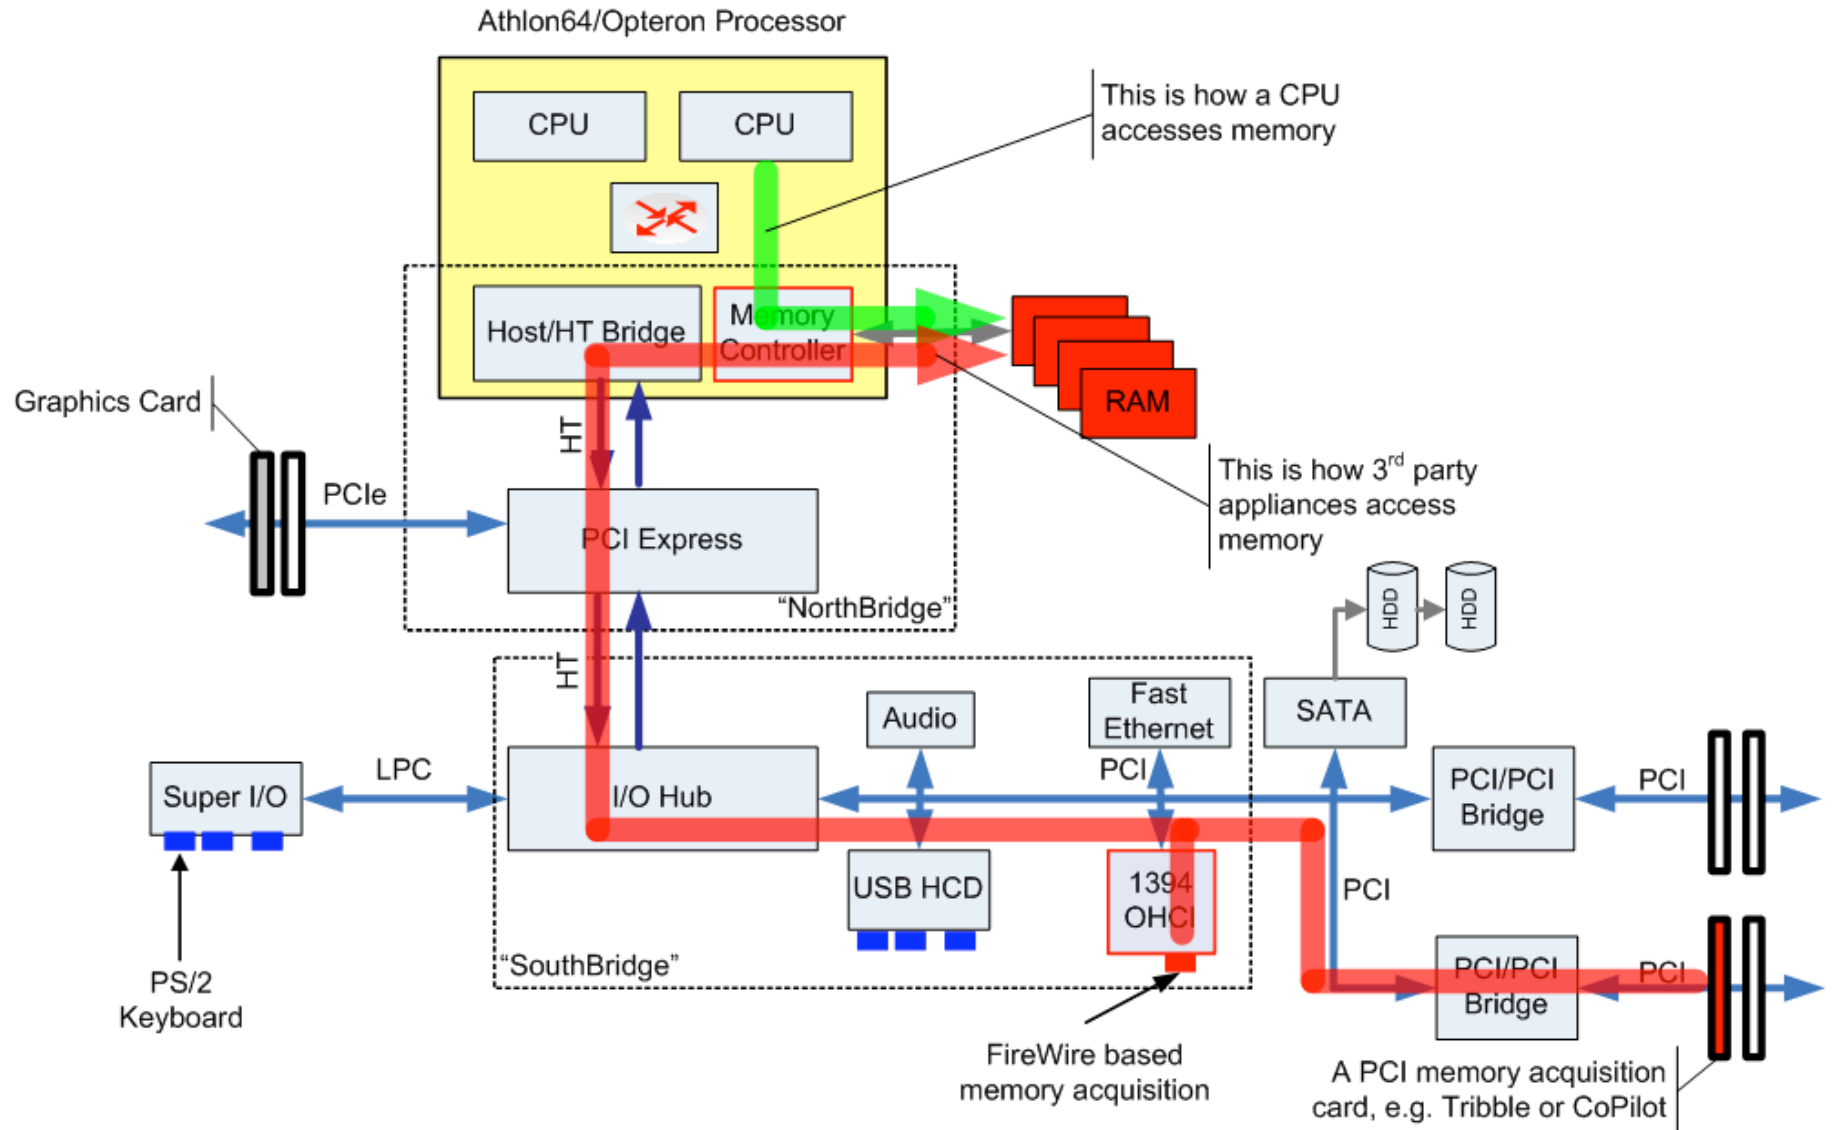 Athlon64/Opteron Processor
CPU
CPU
This is how a CPU
accesses memory
Host/HT Bridge
Memory
Controller
RAM
Graphics Card
HT
PCIe
PCI Express
"NorthBridge"
This is how 3rd party
appliances access
memory
HDD
HDD
HT
Audio
Fast
Ethernet
SATA
Super I/O
LPC
I/O Hub
PCI
PCI/PCI
Bridge
PCI
USB HCD
1394
OHCI
PCI
"SouthBridge"
PCI/PCI
Bridge
PCI
PS/2
Keyboard
FireWire based
memory acquisition
A PCI memory acquisition
card, e.g. Tribble or CoPilot